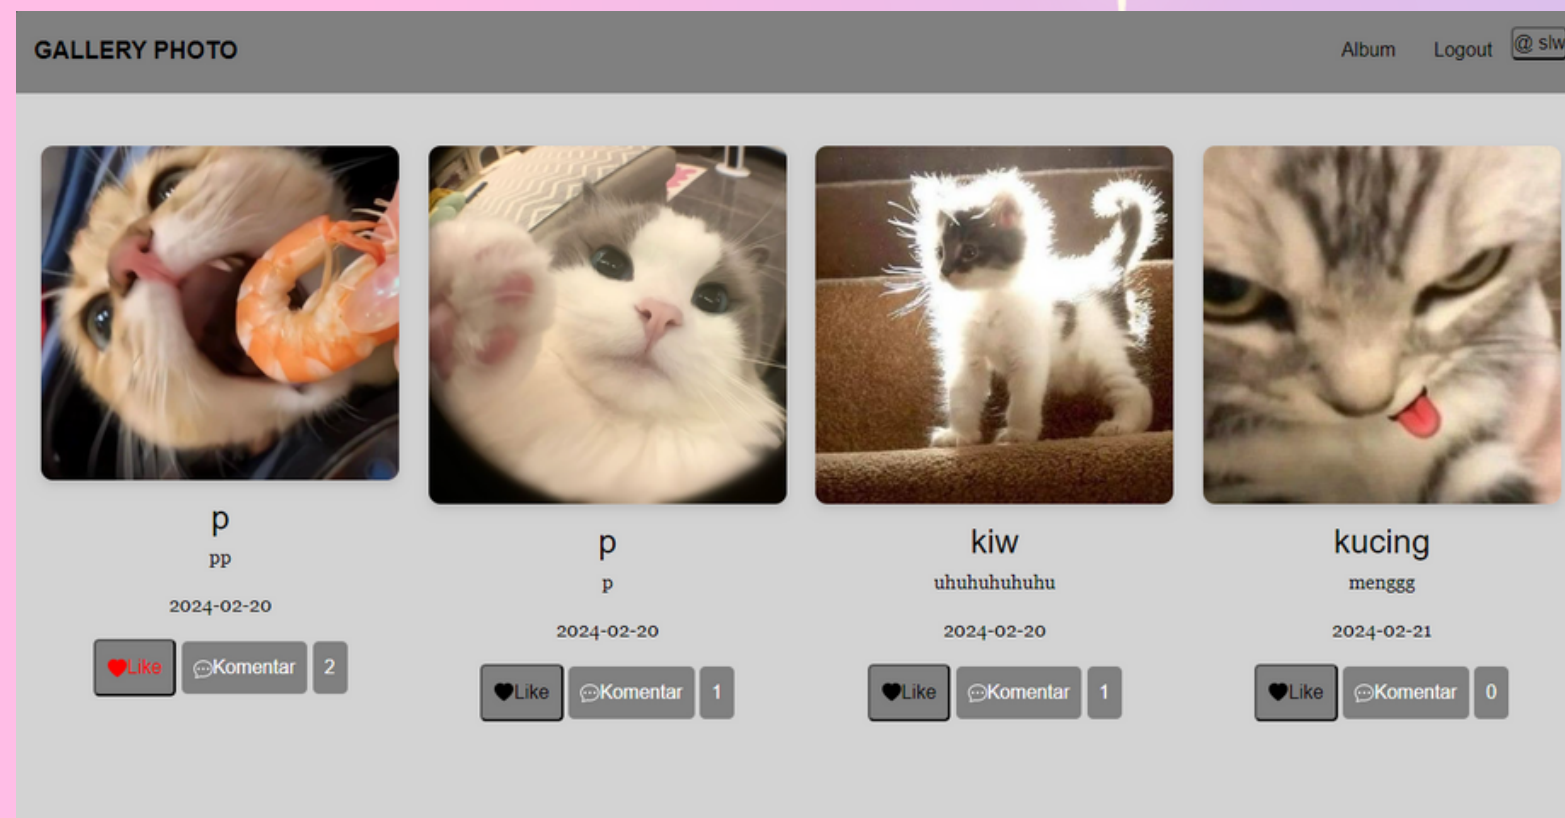 GALLERY PHOTO
Album Logout @ slw
p
pp
2024-02-20
Like Komentar 2
p
p
2024-02-20
Like Komentar 1
kiw
uhuhuhuhuhu
2024-02-20
Like Komentar 1
kucing
menggg
2024-02-21
Like Komentar 0